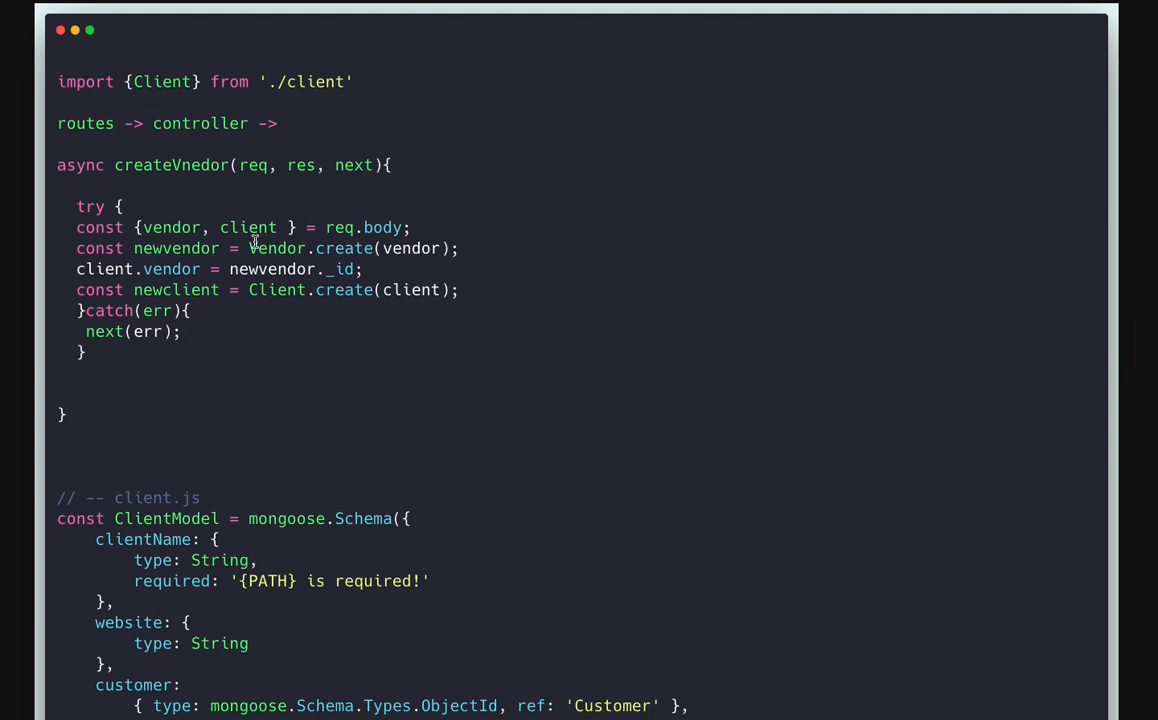 import {Client} from './client'
routes -> controller ->
async createVnedor(req, res, next){
try {
const {vendor, client } = req.body;
const newvendor = Vendor.create(vendor);
client.vendor = newvendor._id;
const newclient = Client.create(client);
}catch(err){
next(err);
}
}
// -- client.js
const ClientModel = mongoose.Schema({
clientName: {
type: String,
required: '{PATH} is required!'
},
website: {
type: String
},
customer:
{ type: mongoose.Schema.Types.ObjectId, ref: 'Customer' },